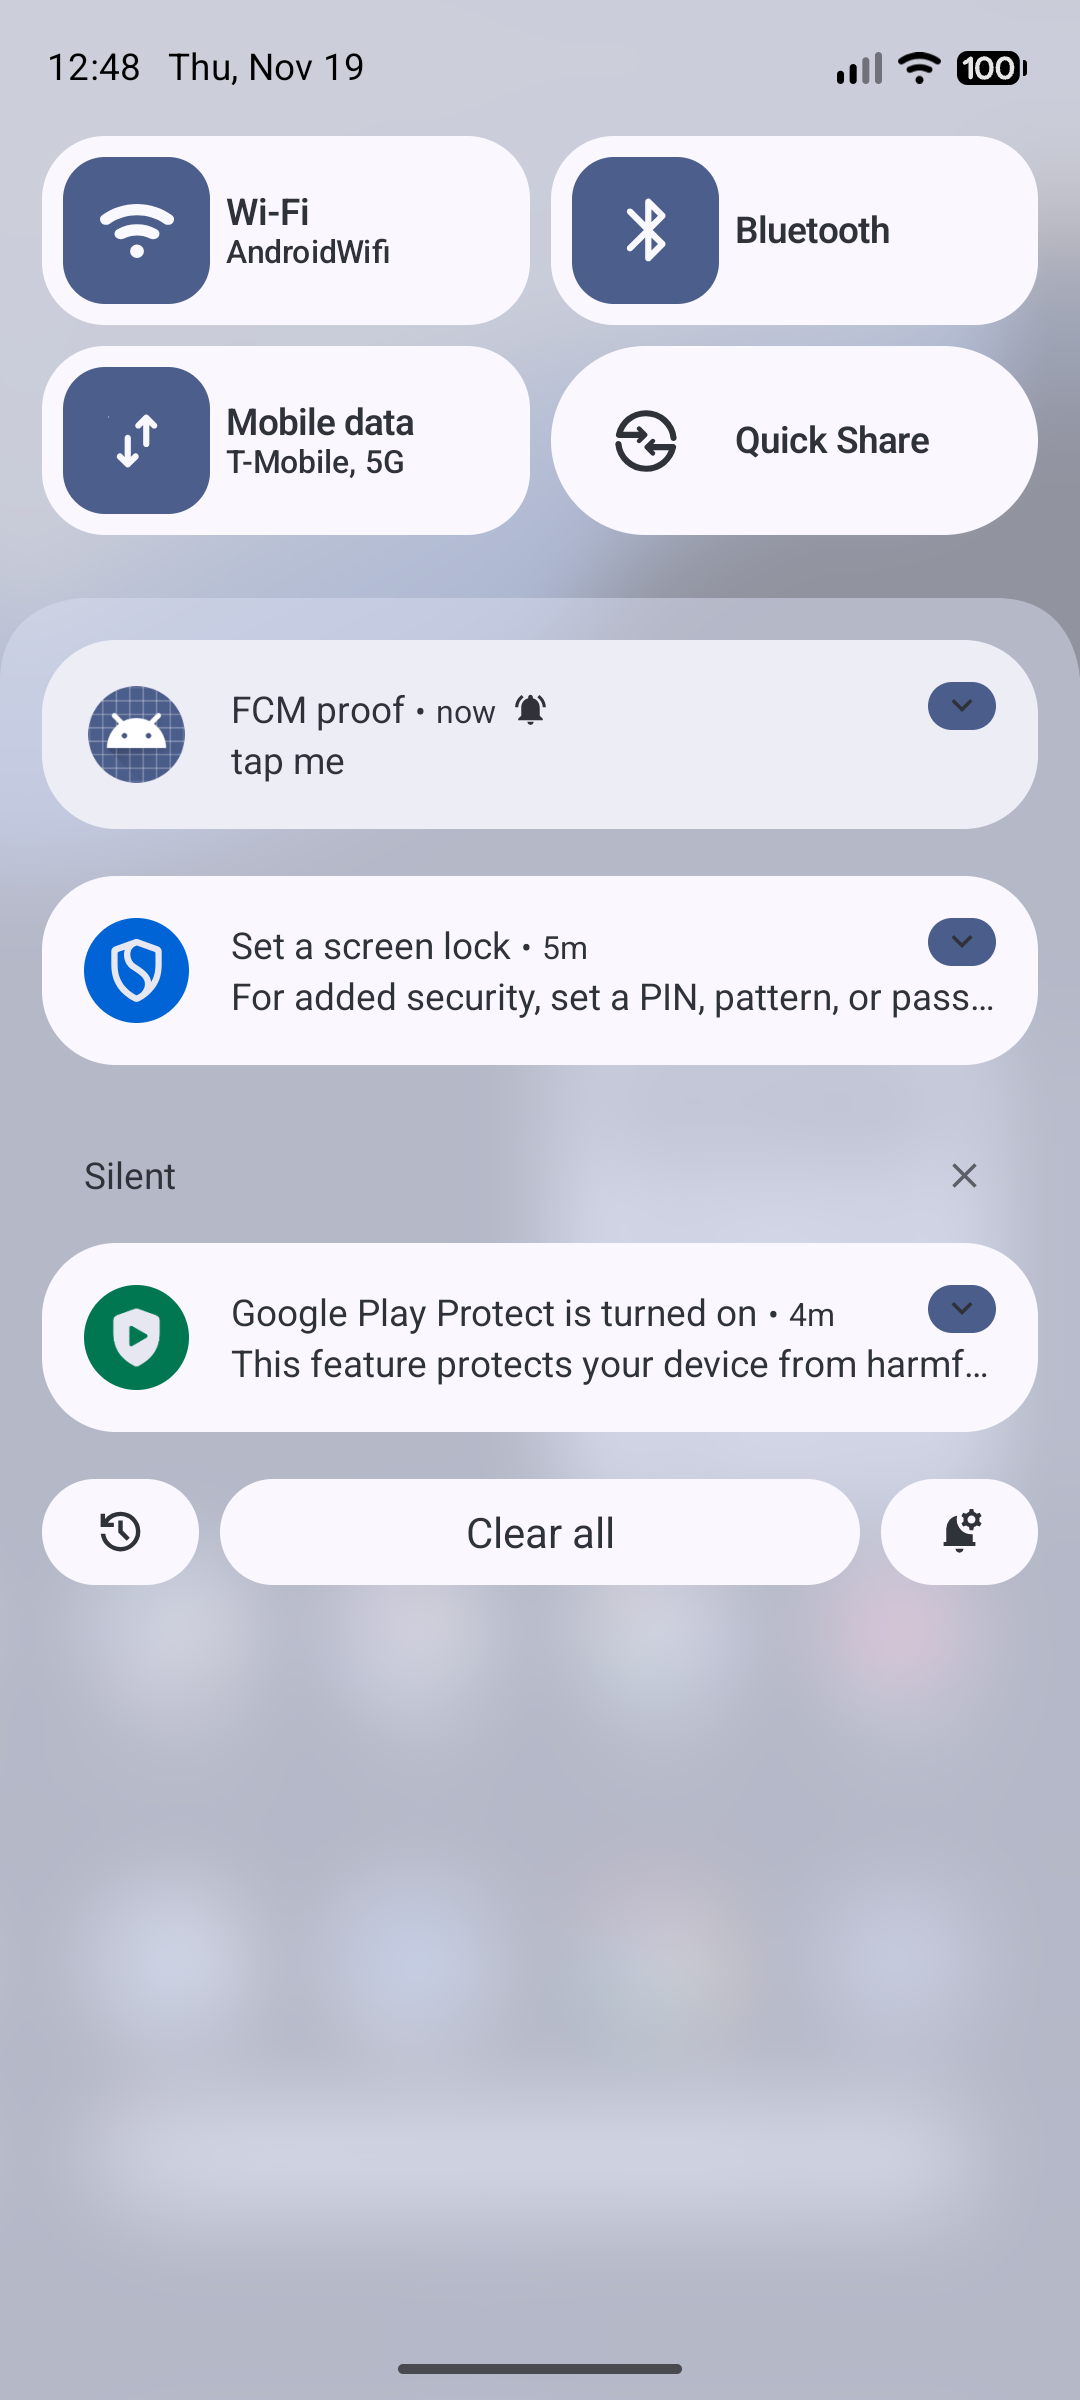 12:48 Thu, Nov 19
100
Wi-Fi
AndroidWifi
Bluetooth
Mobile data
T-Mobile, 5G
Quick Share
FCM proof • now
tap me
Set a screen lock • 5m
For added security, set a PIN, pattern, or pass…
Silent
Google Play Protect is turned on • 4m
This feature protects your device from harmf…
Clear all